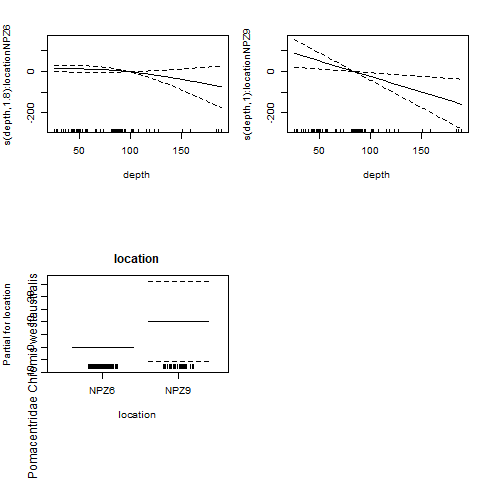 s(depth,1.8):locationNPZ6
0
-200
50
100
150
depth
s(depth,1):locationNPZ9
0
-200
50
100
150
depth
location
Partial for location
Pomacentridae Chromis westaustralis
NPZ6
NPZ9
location